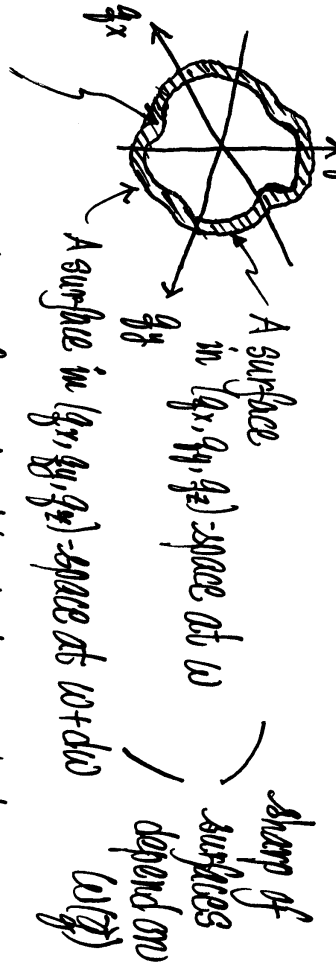 qx
qy
A surface
in (qx, qy, qz)-space at ω
A surface in (qx, qy, qz)-space at ω+dω
sharp of
surfaces
depend on
ω(q⃗)